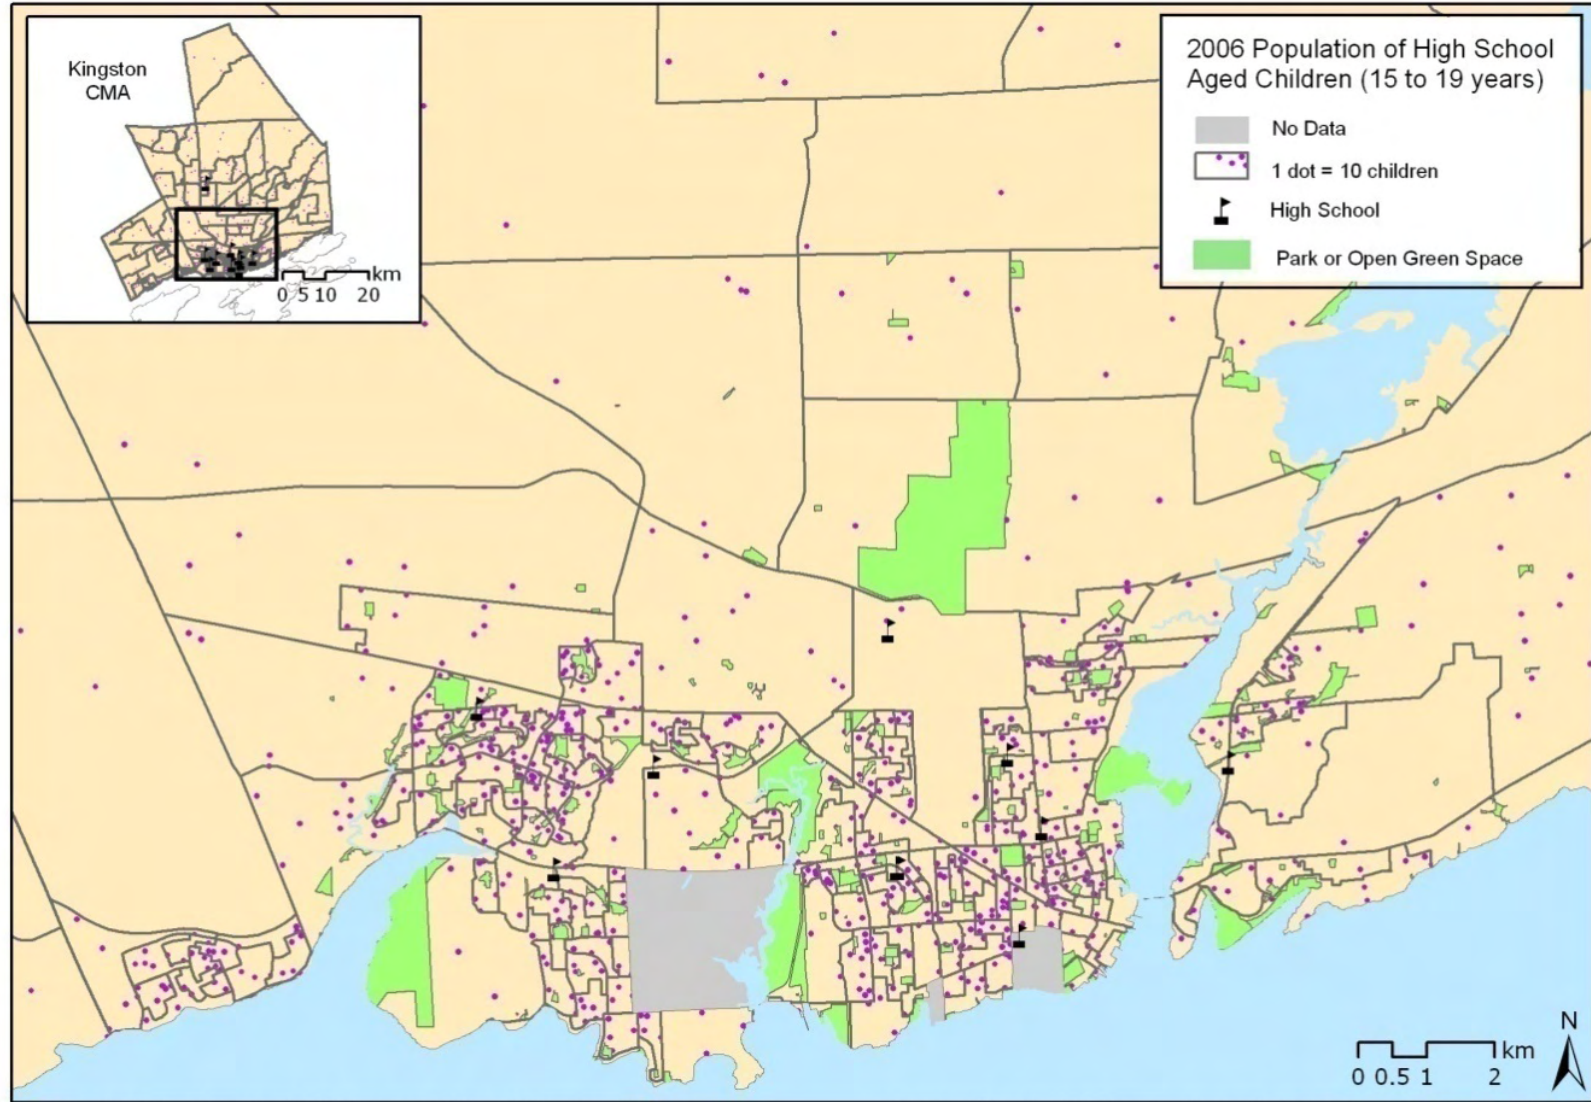 Kingston
CMA
km
0 5 10 20
2006 Population of High School
Aged Children (15 to 19 years)
No Data
1 dot = 10 children
High School
Park or Open Green Space
N
km
0 0.5 1 2